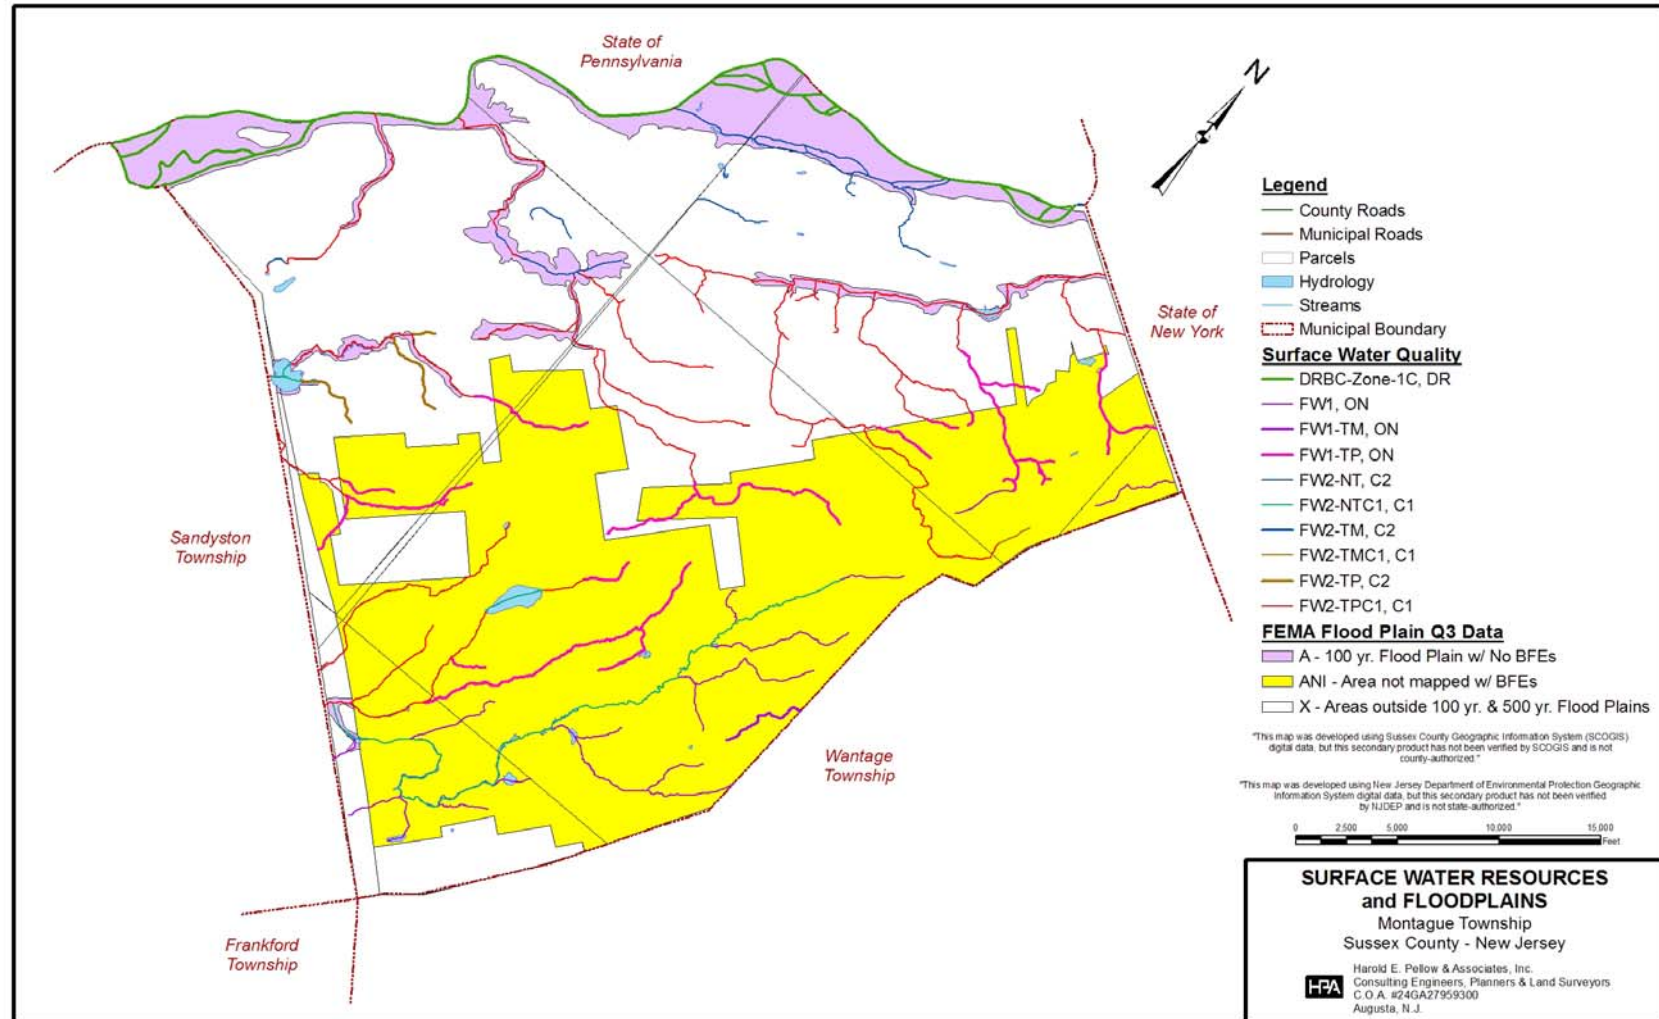 State of
Pennsylvania
N
Legend
County Roads
Municipal Roads
Parcels
Hydrology
Streams
Municipal Boundary
State of
New York
Surface Water Quality
DRBC-Zone-1C, DR
FW1, ON
FW1-TM, ON
FW1-TP, ON
FW2-NT, C2
FW2-NTC1, C1
FW2-TM, C2
FW2-TMC1, C1
FW2-TP, C2
FW2-TPC1, C1
Sandyston
Township
FEMA Flood Plain Q3 Data
A - 100 yr. Flood Plain w/ No BFEs
ANI - Area not mapped w/ BFEs
X - Areas outside 100 yr. & 500 yr. Flood Plains
"This map was developed using Sussex County Geographic Information System (SCOGIS)
digital data, but this secondary product has not been verified by SCOGIS and is not
county-authorized."
Wantage
Township
"This map was developed using New Jersey Department of Environmental Protection Geographic
Information System digital data, but this secondary product has not been verified
by NJDEP and is not state-authorized."
0 2,500 5,000 10,000 15,000
Feet
SURFACE WATER RESOURCES
and FLOODPLAINS
Montague Township
Sussex County - New Jersey
Frankford
Township
HPA
Harold E. Pellow & Associates, Inc.
Consulting Engineers, Planners & Land Surveyors
C.O.A. #24GA27959300
Augusta, N.J.